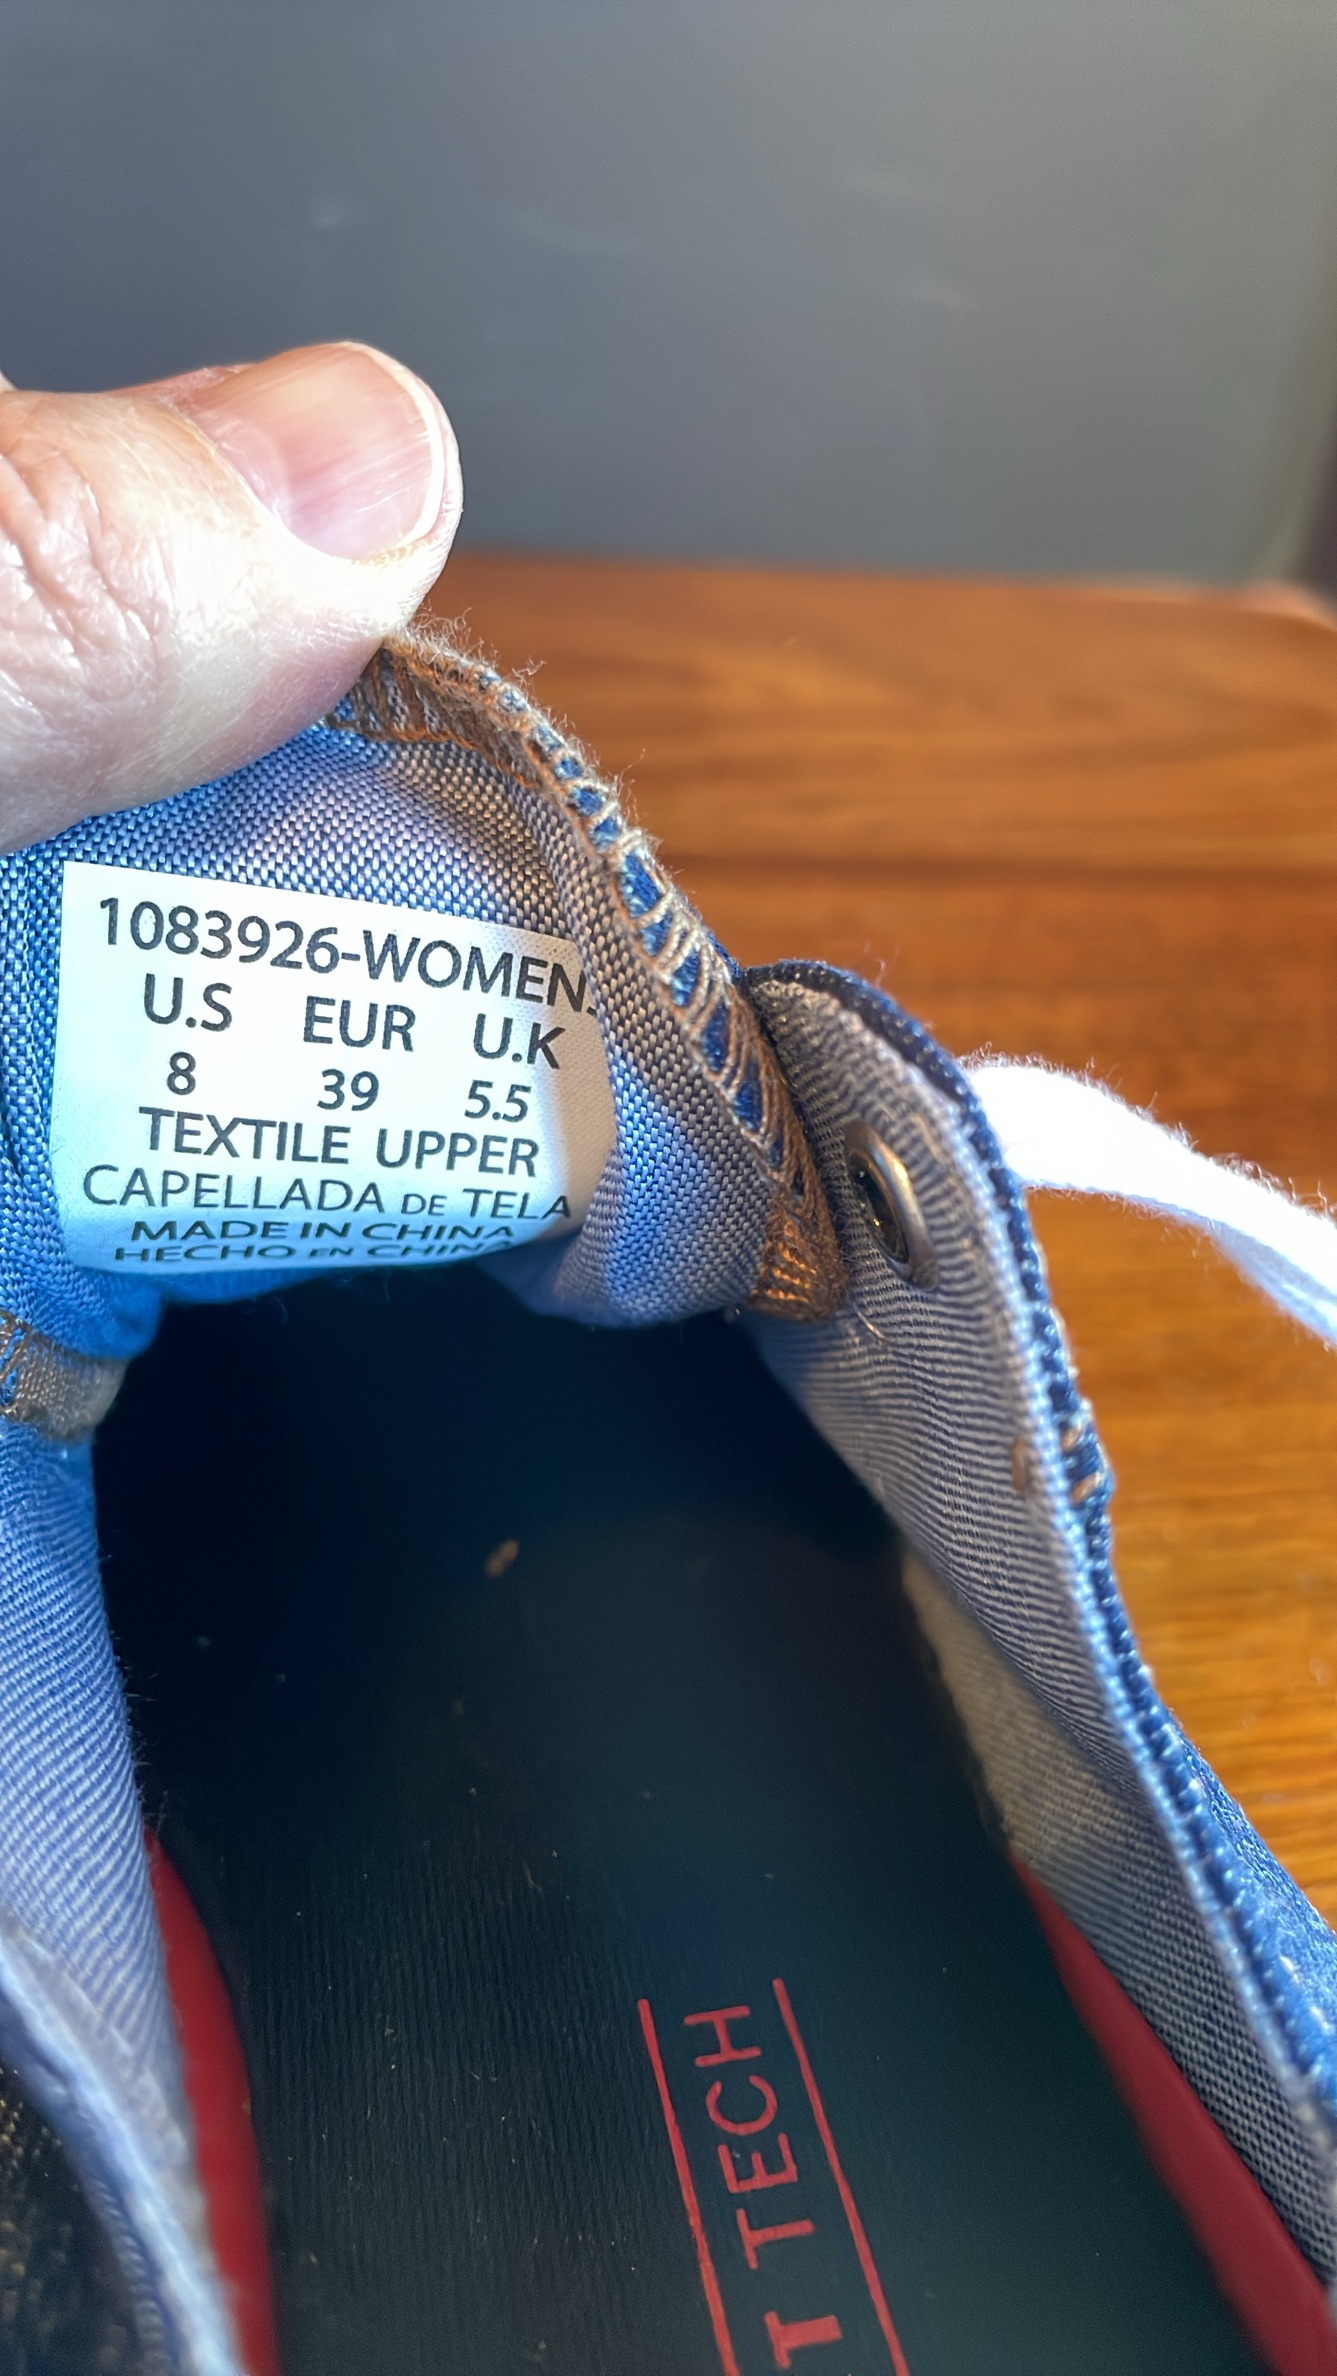 1083926-WOMEN
U.S EUR U.K
8 39 5.5
TEXTILE UPPER
CAPELLADA DE TELA
MADE IN CHINA
HECHO EN CHINA
T TECH